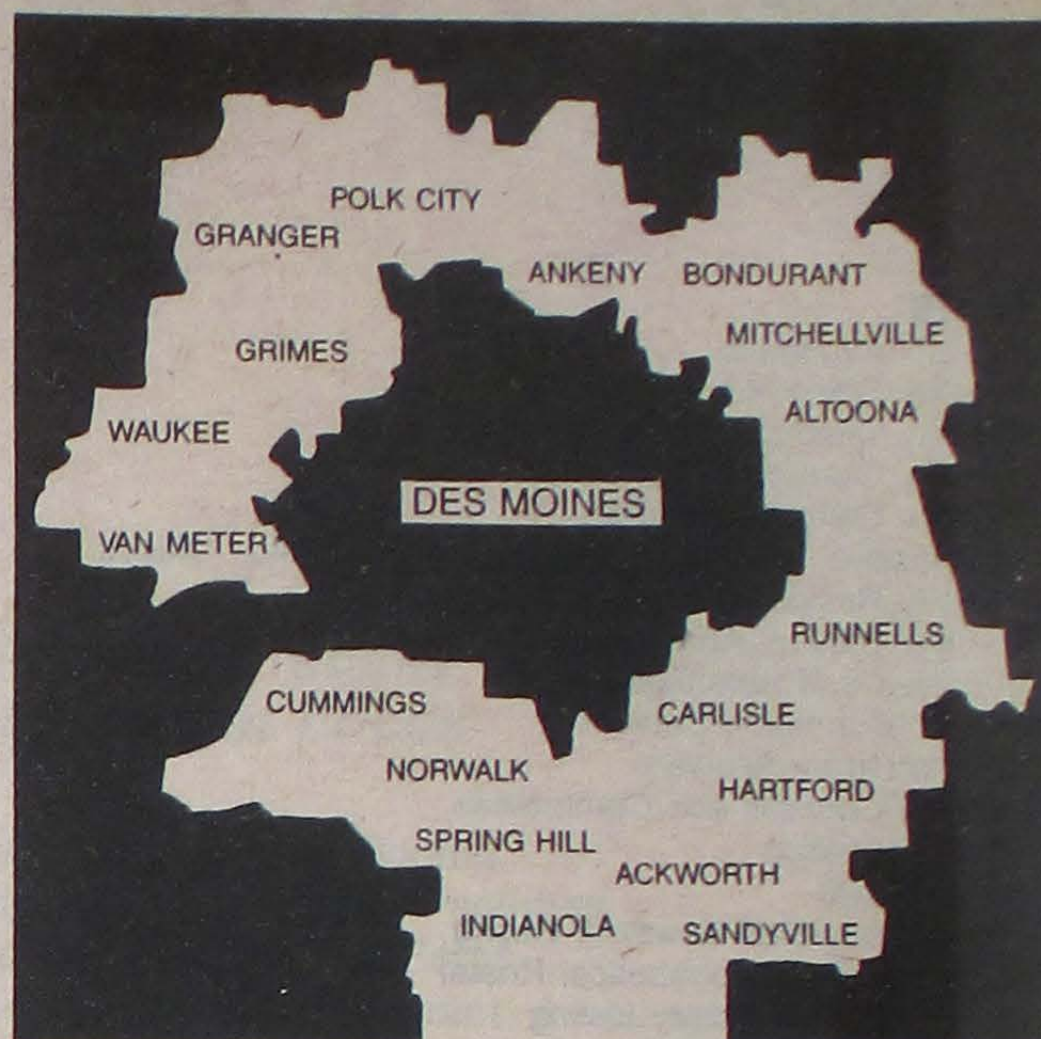 POLK CITY
GRANGER
ANKENY
BONDURANT
MITCHELLVILLE
GRIMES
ALTOONA
WAUKEE
DES MOINES
VAN METER
RUNNELLS
CUMMINGS
CARLISLE
NORWALK
HARTFORD
SPRING HILL
ACKWORTH
INDIANOLA
SANDYVILLE